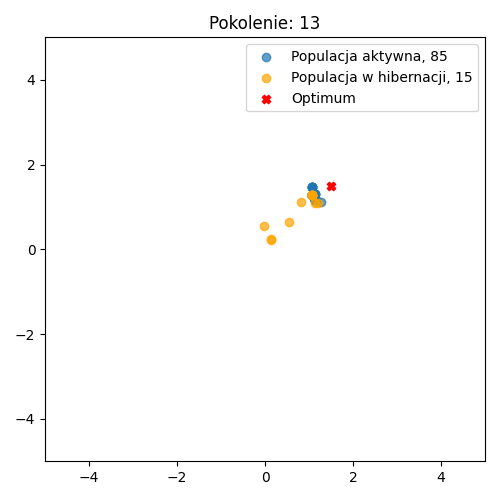 Pokolenie: 13
Populacja aktywna, 85
Populacja w hibernacji, 15
Optimum
4
2
0
−2
−4
−4
−2
0
2
4